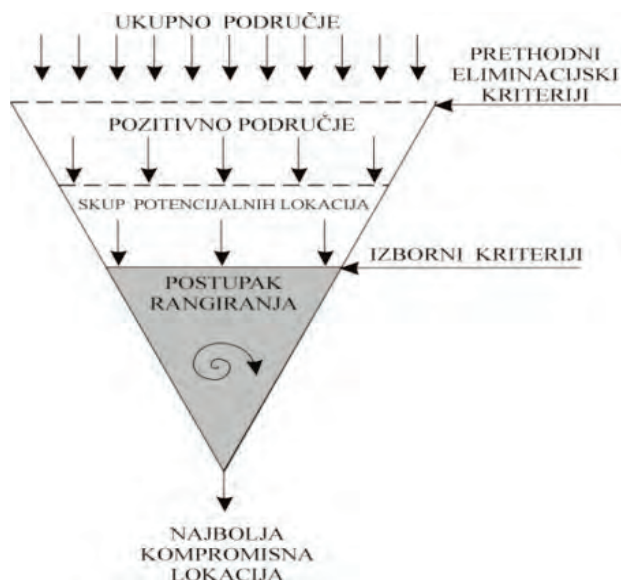 UKUPNO PODRUČJE
PRETHODNI
ELIMINACIJSKI
KRITERIJI
POZITIVNO PODRUČJE
SKUP POTENCIJALNIH LOKACIJA
IZBORNI KRITERIJI
POSTUPAK
RANGIRANJA
NAJBOLJA
KOMPROMISNA
LOKACIJA